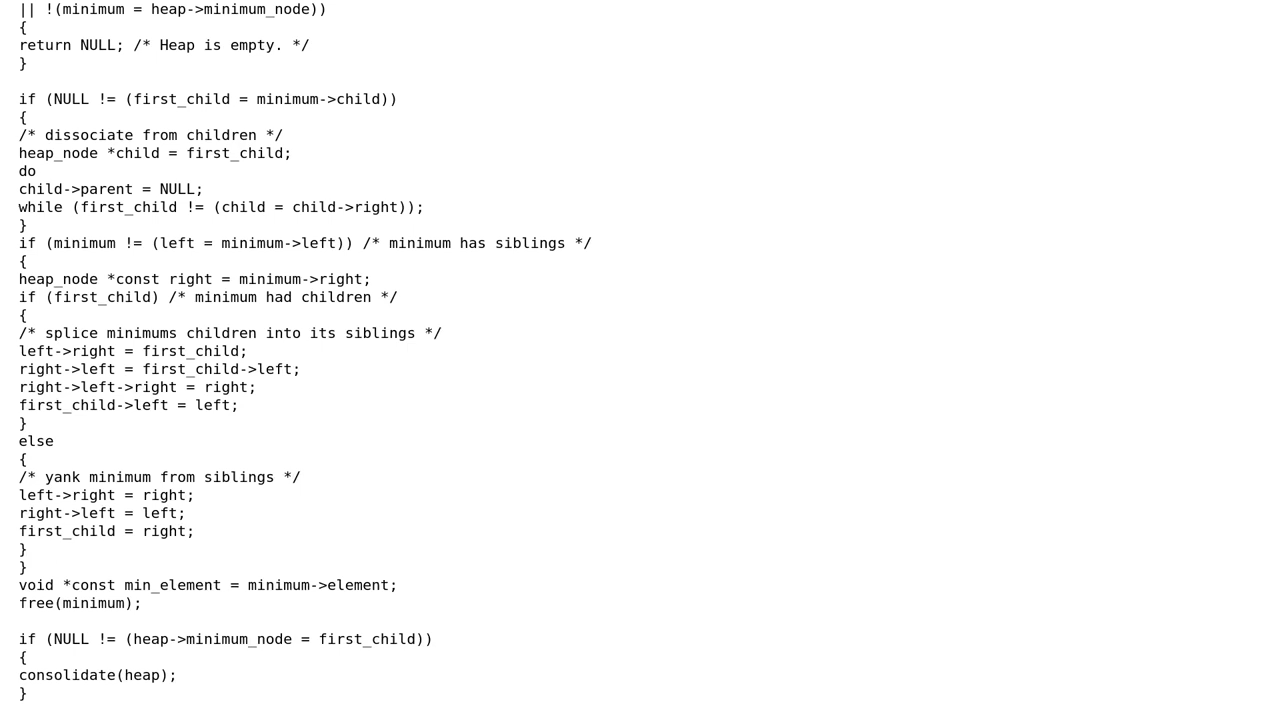 || !(minimum = heap->minimum_node))
{
return NULL; /* Heap is empty. */
}

if (NULL != (first_child = minimum->child))
{
/* dissociate from children */
heap_node *child = first_child;
do
child->parent = NULL;
while (first_child != (child = child->right));
}
if (minimum != (left = minimum->left)) /* minimum has siblings */
{
heap_node *const right = minimum->right;
if (first_child) /* minimum had children */
{
/* splice minimums children into its siblings */
left->right = first_child;
right->left = first_child->left;
right->left->right = right;
first_child->left = left;
}
else
{
/* yank minimum from siblings */
left->right = right;
right->left = left;
first_child = right;
}
}
void *const min_element = minimum->element;
free(minimum);

if (NULL != (heap->minimum_node = first_child))
{
consolidate(heap);
}